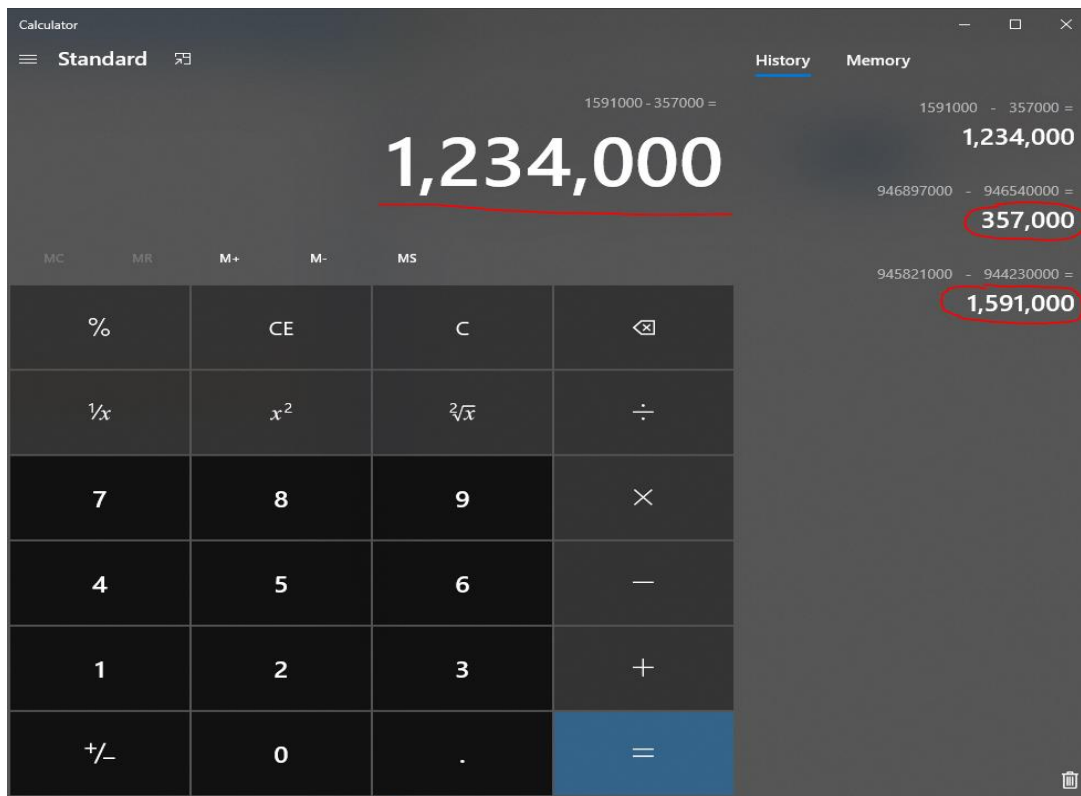 Calculator
Standard
History Memory
1591000 - 357000 =
1,234,000
MC MR M+ M- MS
% CE C
¹/x x² ²√x ÷
7 8 9 ×
4 5 6 −
1 2 3 +
+/− 0 . =
1591000 - 357000 =
1,234,000
946897000 - 946540000 =
357,000
945821000 - 944230000 =
1,591,000